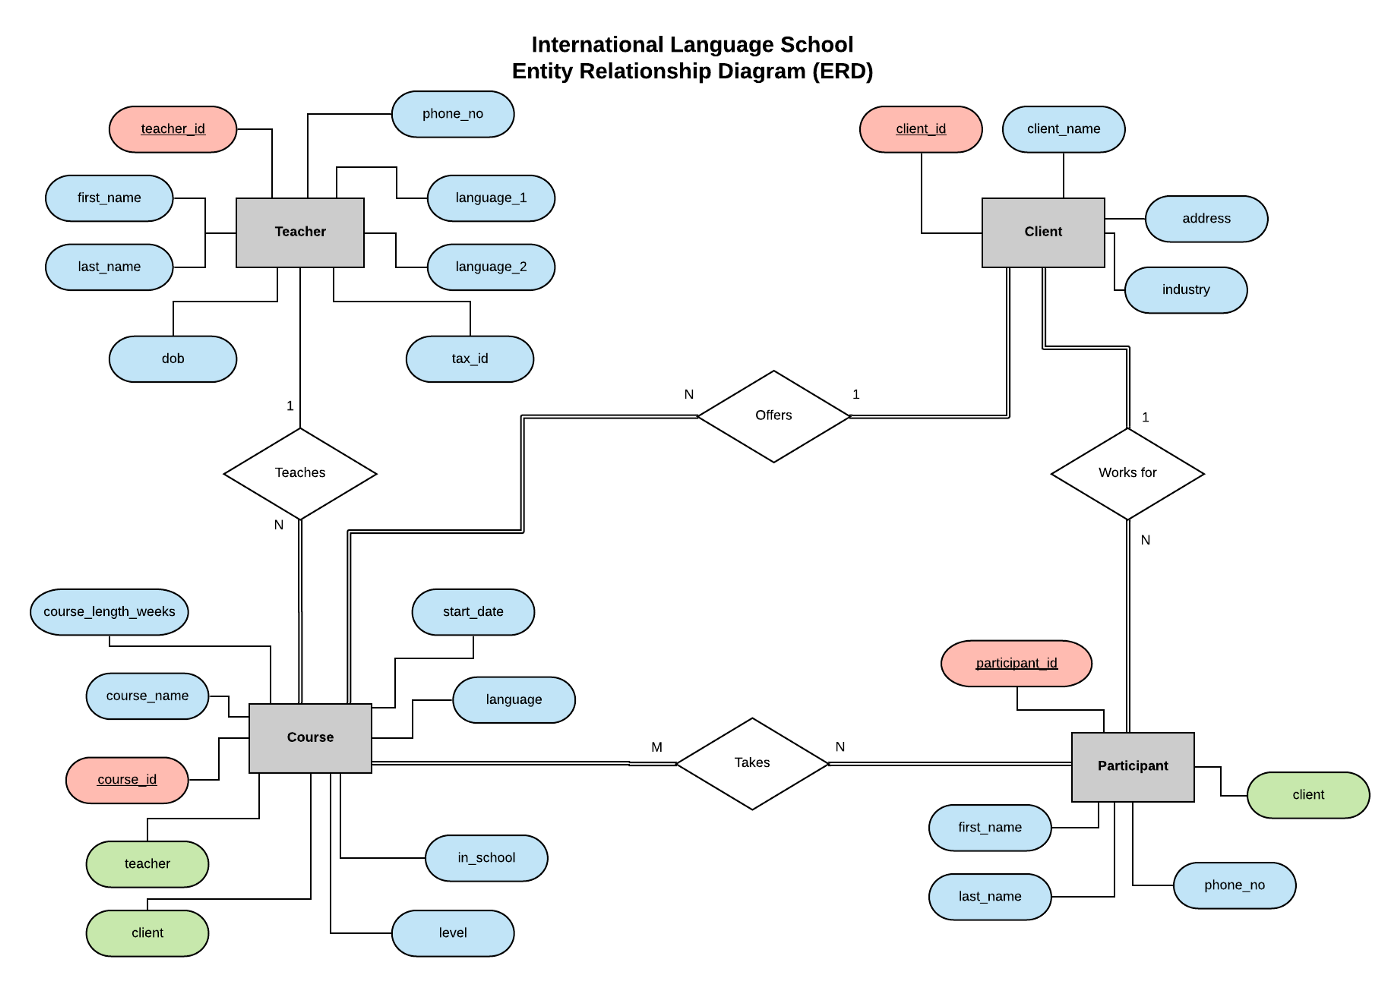 International Language School
Entity Relationship Diagram (ERD)
teacher_id
phone_no
client_id
client_name
first_name
language_1
address
Teacher
Client
last_name
language_2
industry
dob
tax_id
N
1
1
Offers
1
Teaches
Works for
N
N
course_length_weeks
start_date
participant_id
course_name
language
Course
M
N
Takes
Participant
course_id
client
first_name
teacher
in_school
phone_no
last_name
client
level